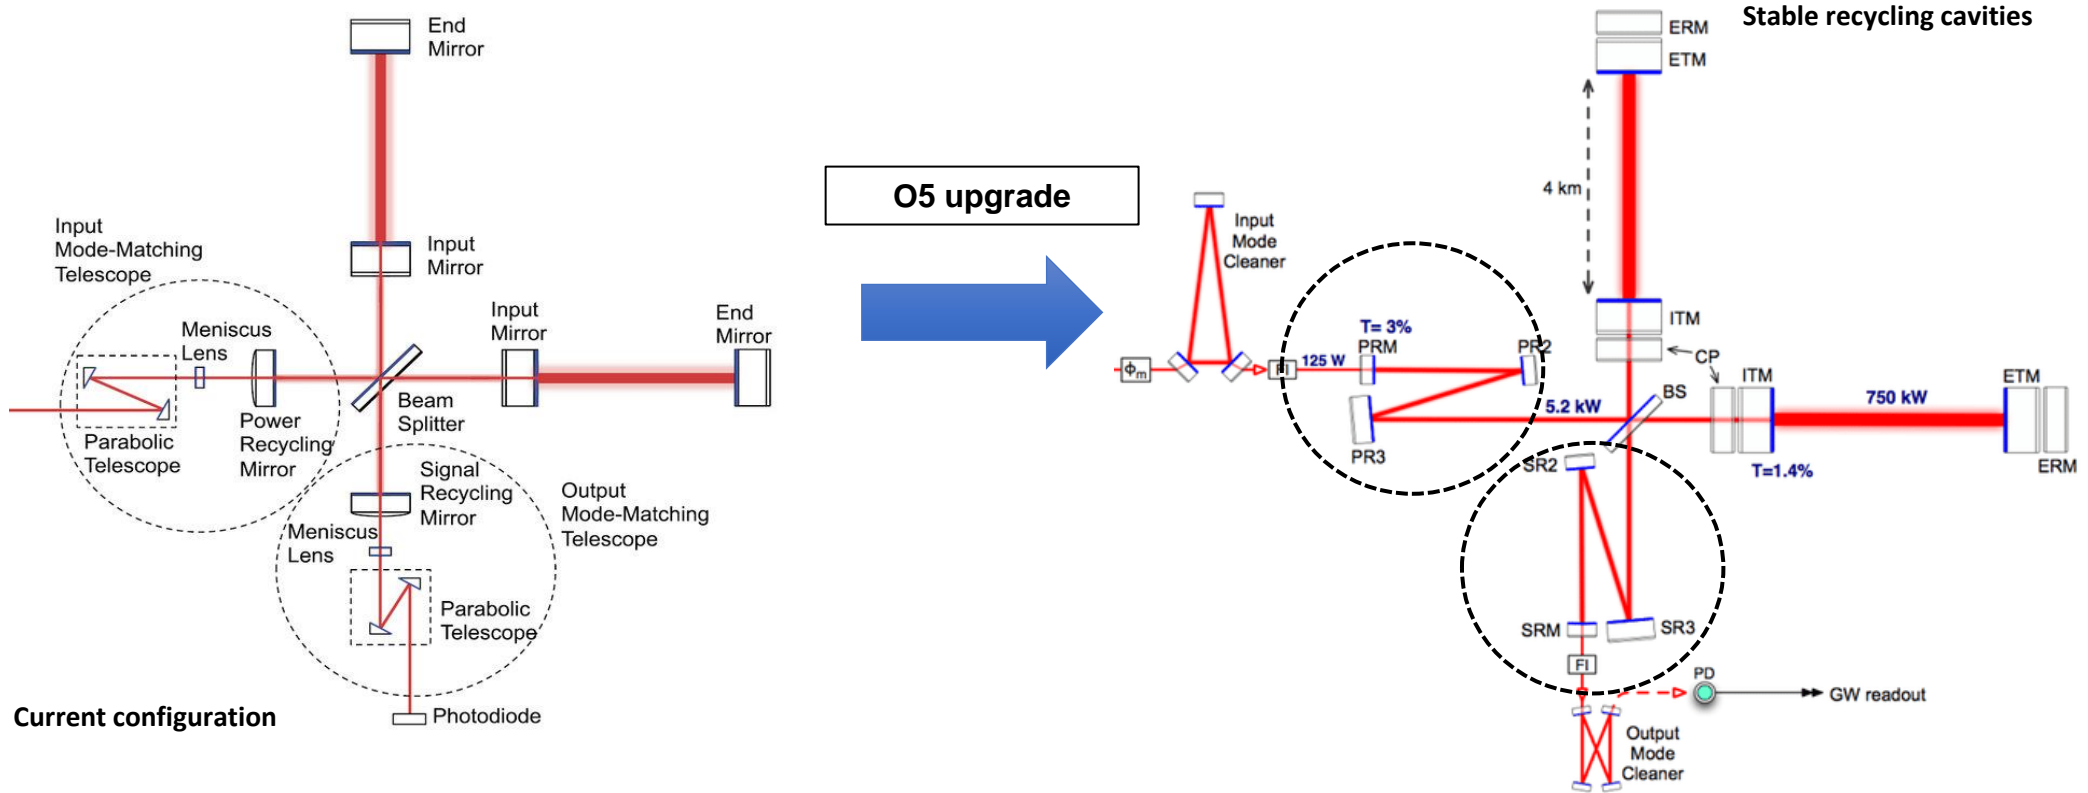 Stable recycling cavities
End
Mirror
Input
Mode-Matching
Telescope
Input
Mirror
Meniscus
Lens
Input
Mirror
End
Mirror
Beam
Splitter
Parabolic
Telescope
Power
Recycling
Mirror
Signal
Recycling
Mirror
Output
Mode-Matching
Telescope
Meniscus
Lens
Parabolic
Telescope
Photodiode
Current configuration
O5 upgrade
ERM
ETM
4 km
Input
Mode
Cleaner
ITM
T= 3%
PRM
PR2
ϕm
FI
125 W
CP
ITM
ETM
BS
5.2 kW
750 kW
PR3
SR2
T=1.4%
ERM
SRM
SR3
FI
PD
GW readout
Output
Mode
Cleaner